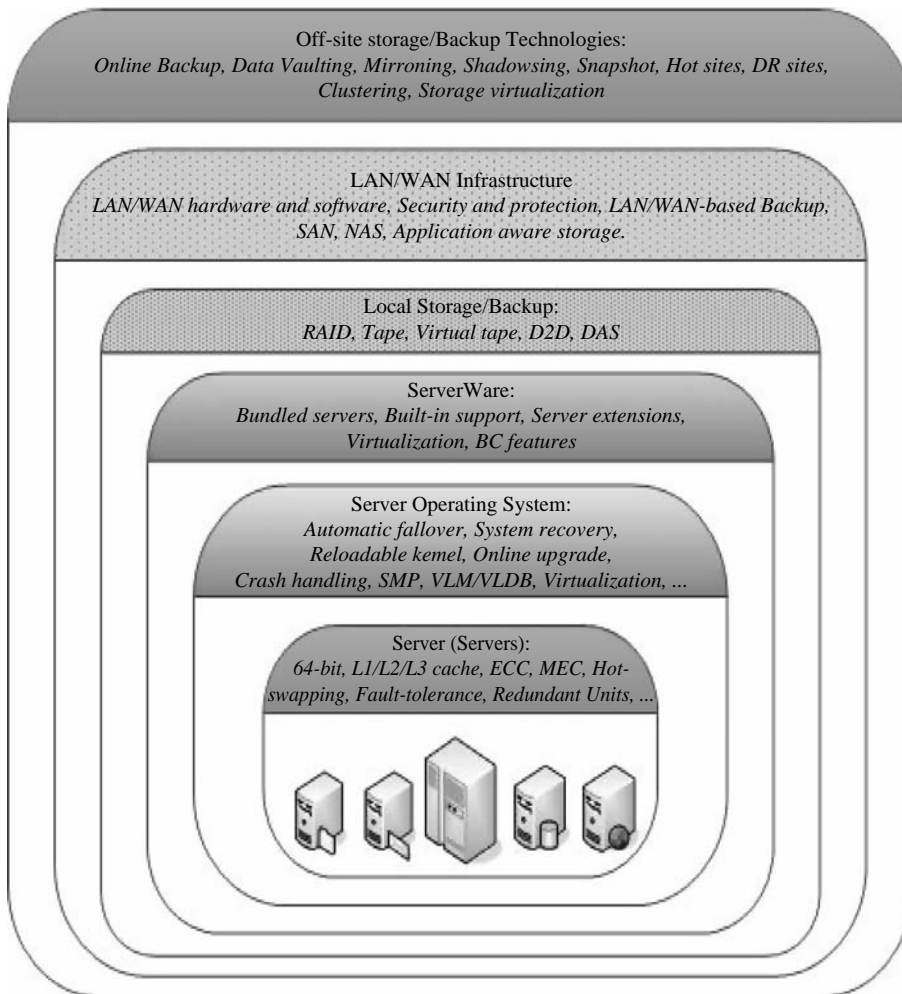 Off-site storage/Backup Technologies:
Online Backup, Data Vaulting, Mirroning, Shadowsing, Snapshot, Hot sites, DR sites,
Clustering, Storage virtualization
LAN/WAN Infrastructure
LAN/WAN hardware and software, Security and protection, LAN/WAN-based Backup,
SAN, NAS, Application aware storage.
Local Storage/Backup:
RAID, Tape, Virtual tape, D2D, DAS
ServerWare:
Bundled servers, Built-in support, Server extensions,
Virtualization, BC features
Server Operating System:
Automatic fallover, System recovery,
Reloadable kemel, Online upgrade,
Crash handling, SMP, VLM/VLDB, Virtualization, ...
Server (Servers):
64-bit, L1/L2/L3 cache, ECC, MEC, Hot-
swapping, Fault-tolerance, Redundant Units, ...